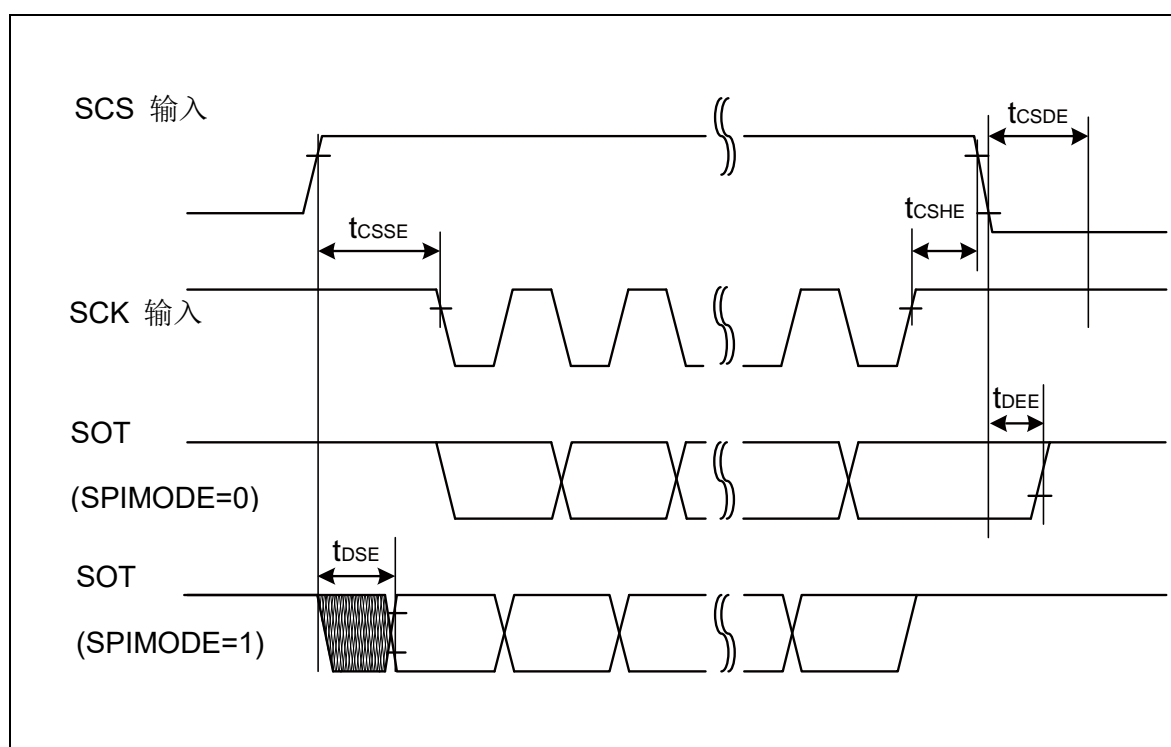 SCS 输入
tCSDE
tCSSE
tCSHE
SCK 输入
SOT
(SPIMODE=0)
tDEE
SOT
(SPIMODE=1)
tDSE